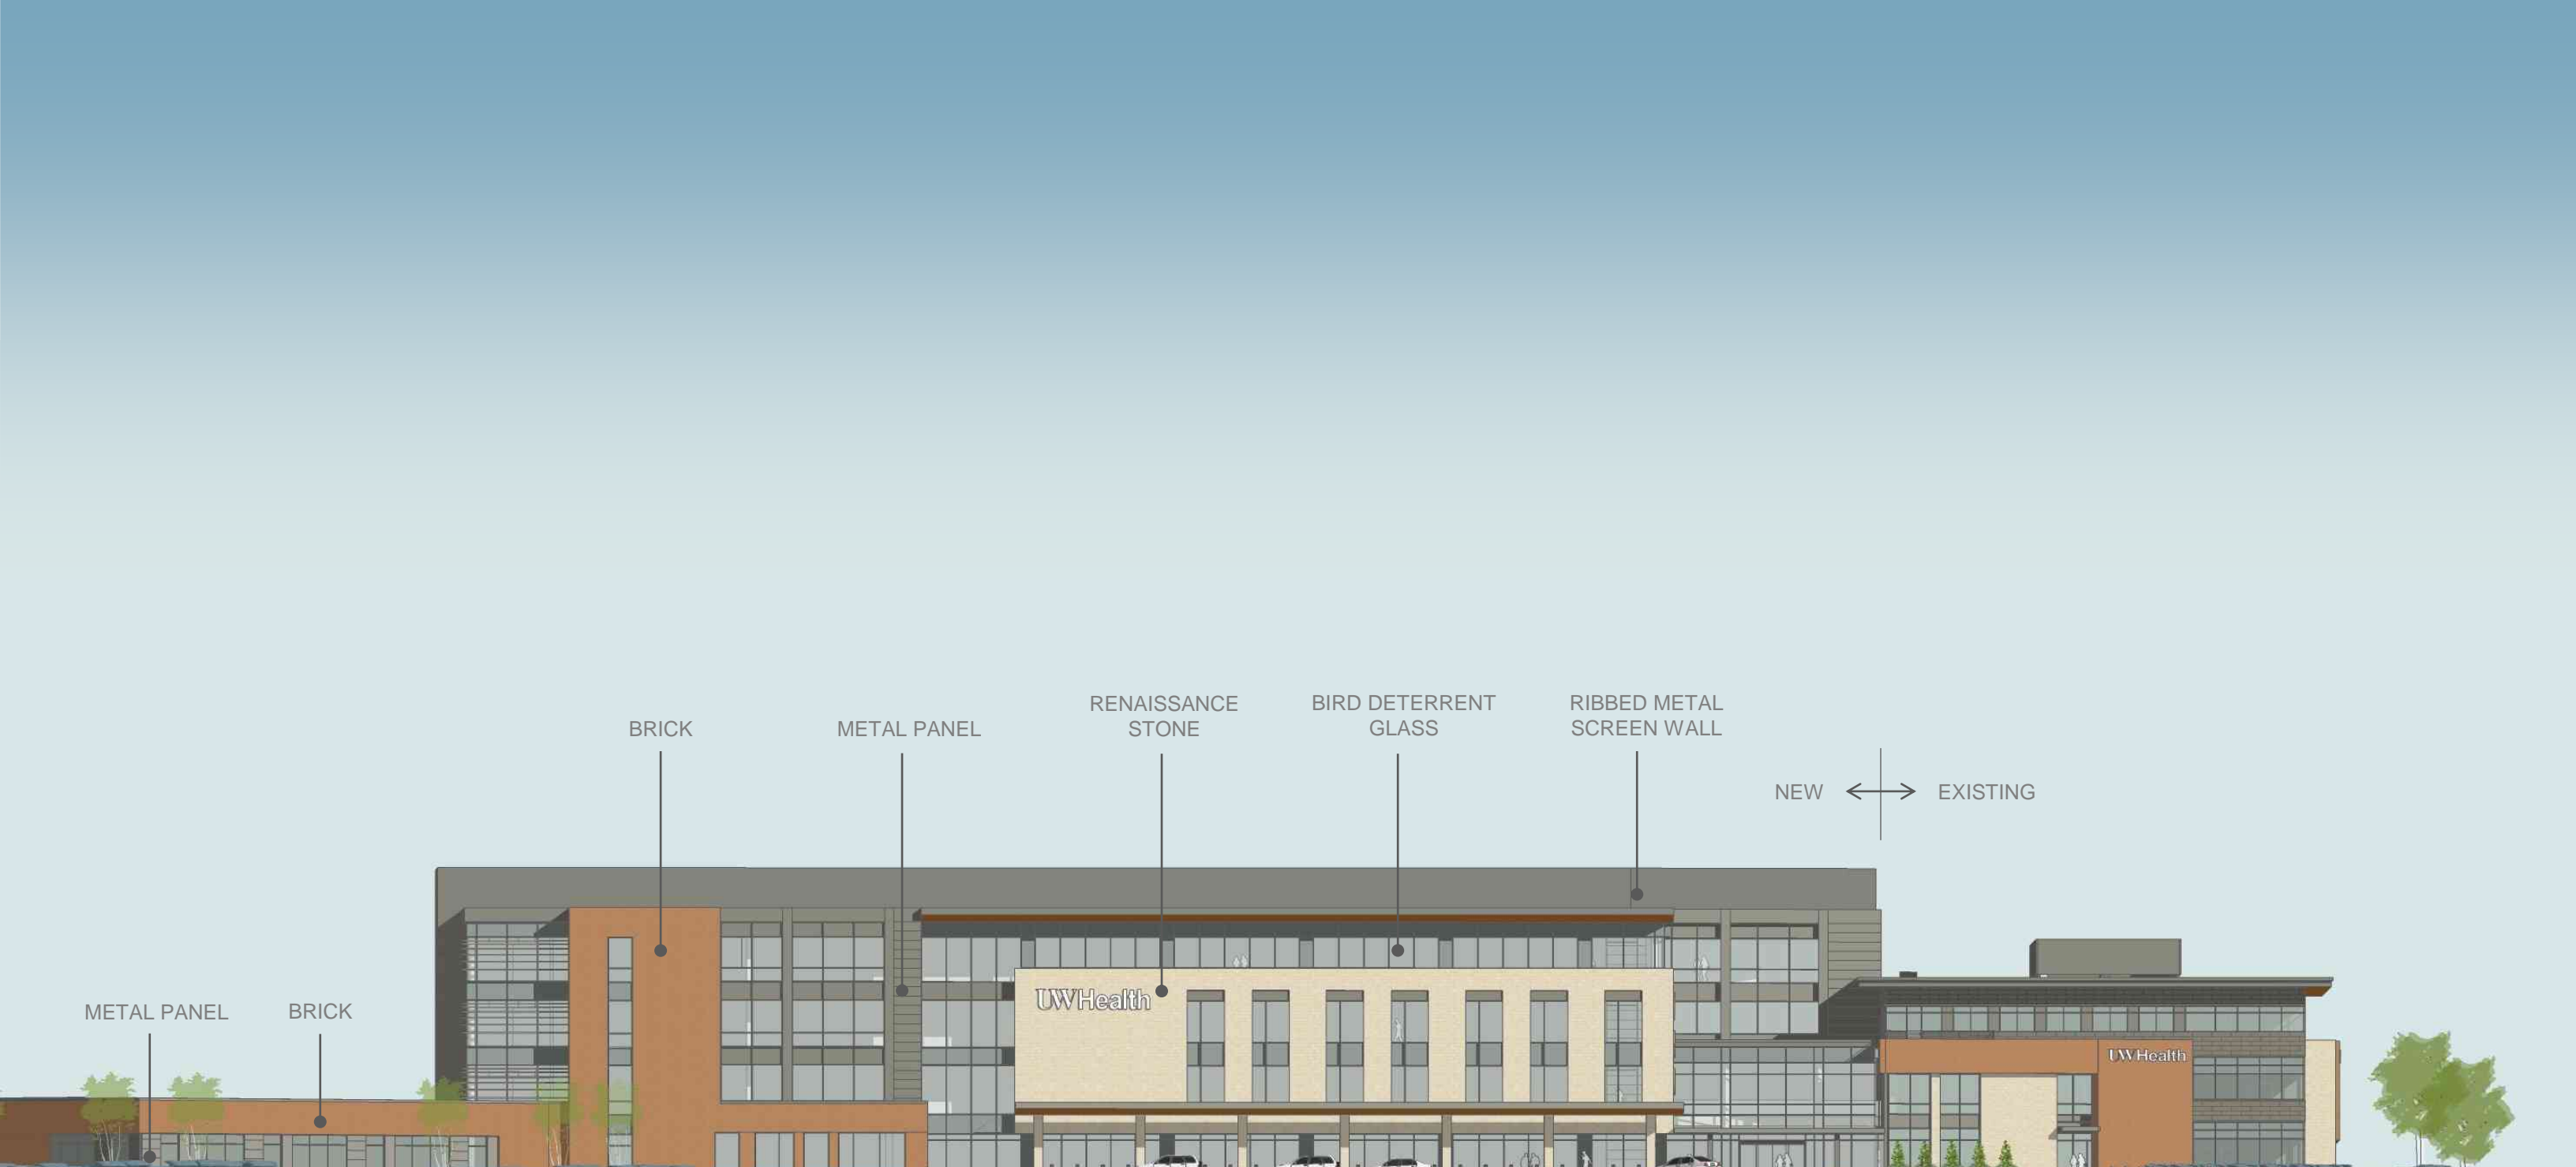 RENAISSANCE
STONE
BIRD DETERRENT
GLASS
RIBBED METAL
SCREEN WALL
BRICK
METAL PANEL
NEW
EXISTING
UWHealth
METAL PANEL
BRICK
UWHealth